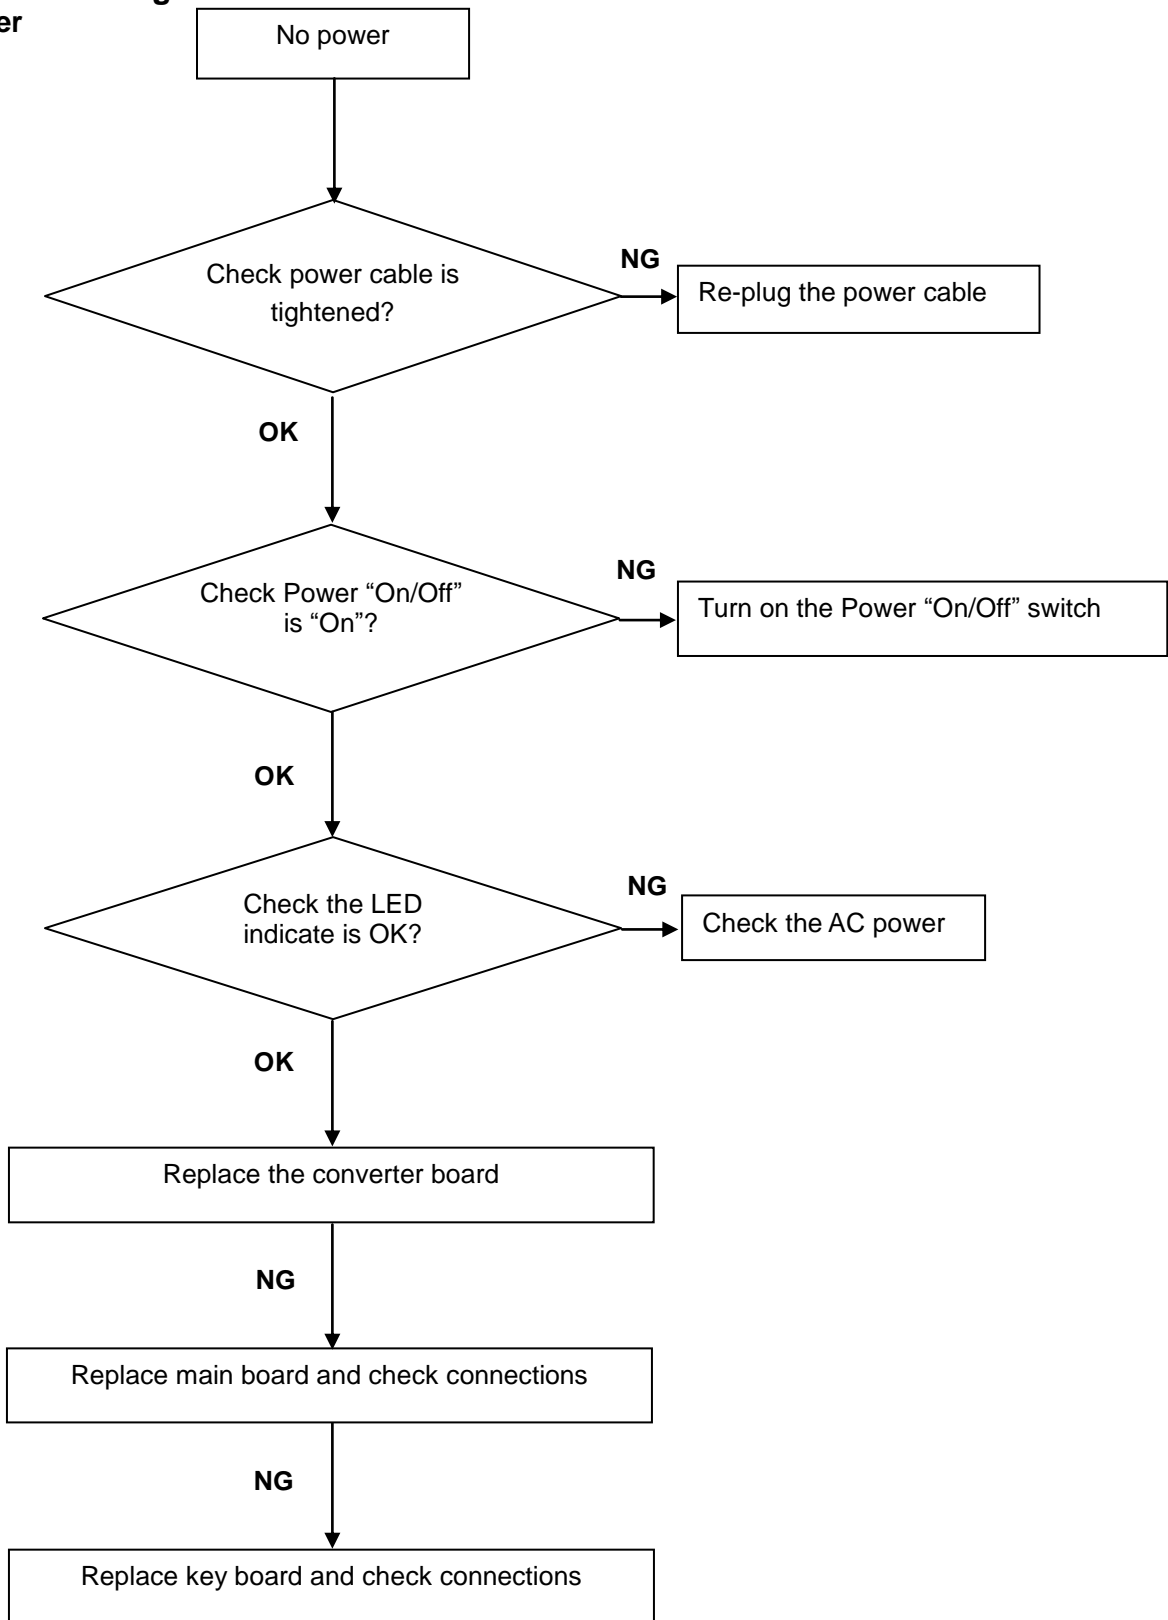 er
No power
NG
Check power cable is
Re-plug the power cable
tightened?
OK
NG
Check Power “On/Off”
Turn on the Power “On/Off” switch
is “On”?
OK
NG
Check the LED
Check the AC power
indicate is OK?
OK
Replace the converter board
NG
Replace main board and check connections
NG
Replace key board and check connections